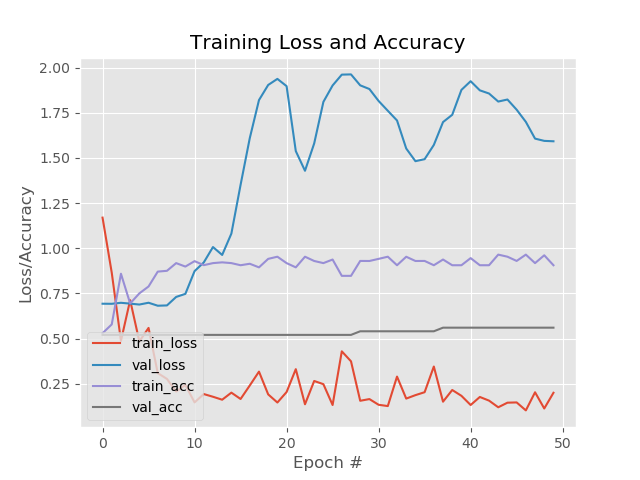 Training Loss and Accuracy
Loss/Accuracy
2.00
1.75
1.50
1.25
1.00
0.75
0.50
0.25
train_loss
val_loss
train_acc
val_acc
0
10
20
30
40
50
Epoch #